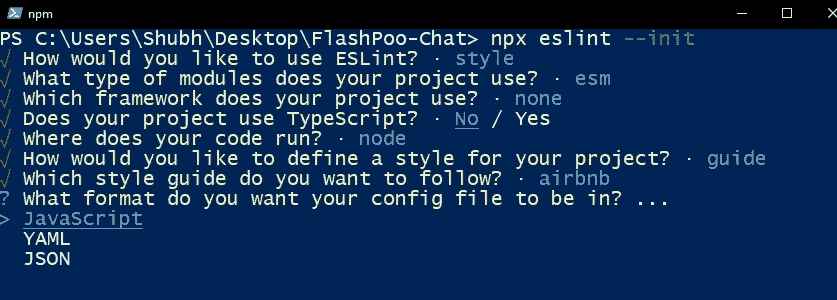 npm
PS C:\Users\Shubh\Desktop\FlashPoo-Chat> npx eslint --init
√ How would you like to use ESLint? · style
√ What type of modules does your project use? · esm
√ Which framework does your project use? · none
√ Does your project use TypeScript? · No / Yes
√ Where does your code run? · node
√ How would you like to define a style for your project? · guide
√ Which style guide do you want to follow? · airbnb
? What format do you want your config file to be in? ...
> JavaScript
YAML
JSON